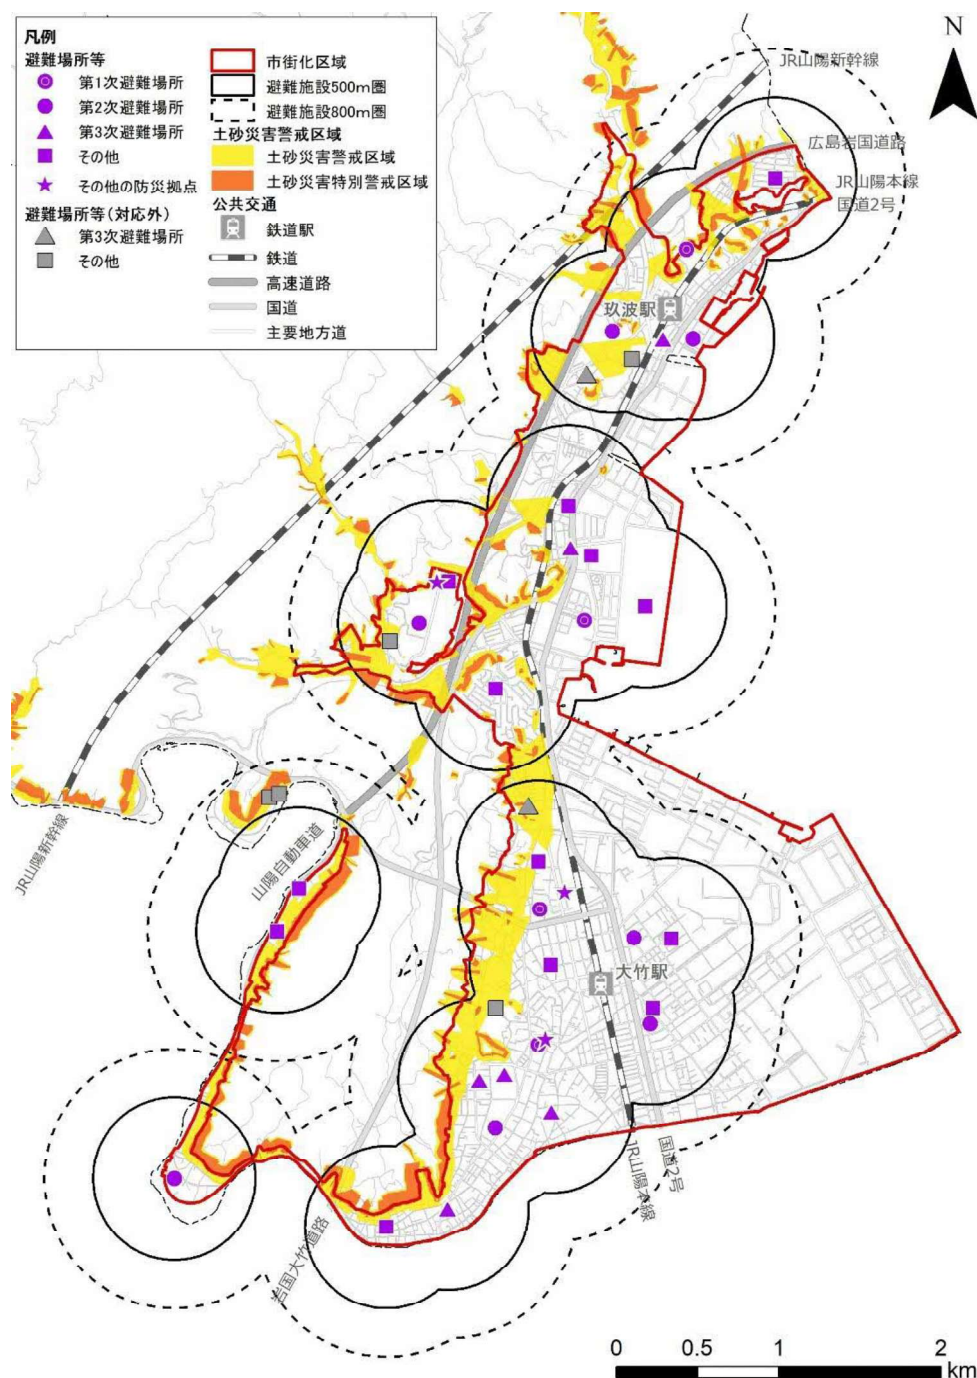 凡例
避難場所等
第1次避難場所
第2次避難場所
第3次避難場所
その他
その他の防災拠点
避難場所等(対応外)
第3次避難場所
その他
市街化区域
避難施設500m圏
避難施設800m圏
土砂災害警戒区域
土砂災害警戒区域
土砂災害特別警戒区域
公共交通
鉄道駅
鉄道
高速道路
国道
主要地方道
N
JR山陽新幹線
広島岩国道路
JR山陽本線
国道2号
玖波駅
JR山陽新幹線
山陽自動車道
大竹駅
国道2号
JR山陽本線
岩国大竹道路
0 0.5 1 2
km